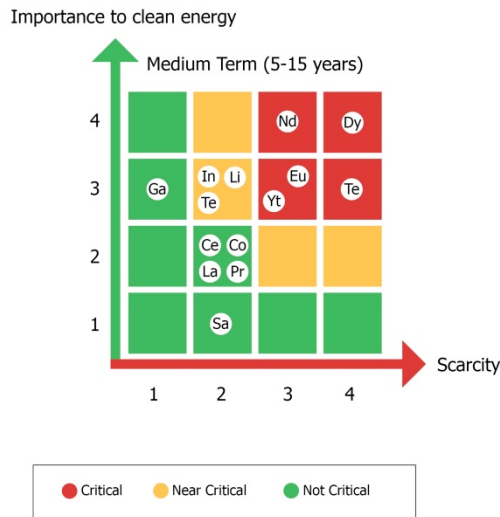 Importance to clean energy
Medium Term (5-15 years)
4
Nd
Dy
3
Ga
In
Li
Te
Eu
Yt
Te
2
Ce
Co
La
Pr
1
Sa
Scarcity
1
2
3
4
Critical
Near Critical
Not Critical